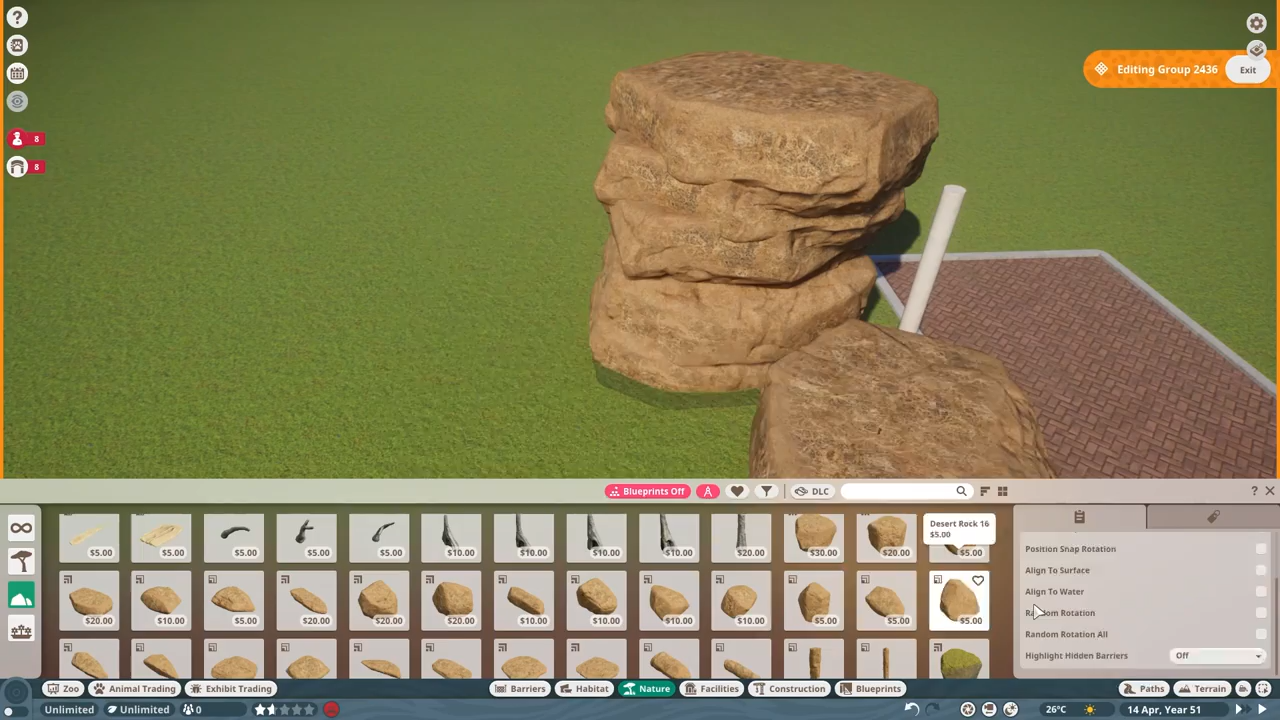 ?
8
8
Editing Group 2436
Exit
Blueprints Off
DLC
?
$5.00
$5.00
$5.00
$5.00
$5.00
$10.00
$10.00
$10.00
$10.00
$20.00
$30.00
$20.00
$5.00
Desert Rock 16
$5.00
$20.00
$10.00
$5.00
$20.00
$5.00
$20.00
$10.00
$10.00
$10.00
$10.00
$5.00
$5.00
$5.00
Position Snap Rotation
Align To Surface
Align To Water
Random Rotation
Random Rotation All
Highlight Hidden Barriers
Off
Zoo
Animal Trading
Exhibit Trading
Barriers
Habitat
Nature
Facilities
Construction
Blueprints
Paths
Terrain
Unlimited
Unlimited
0
26°C
14 Apr, Year 51